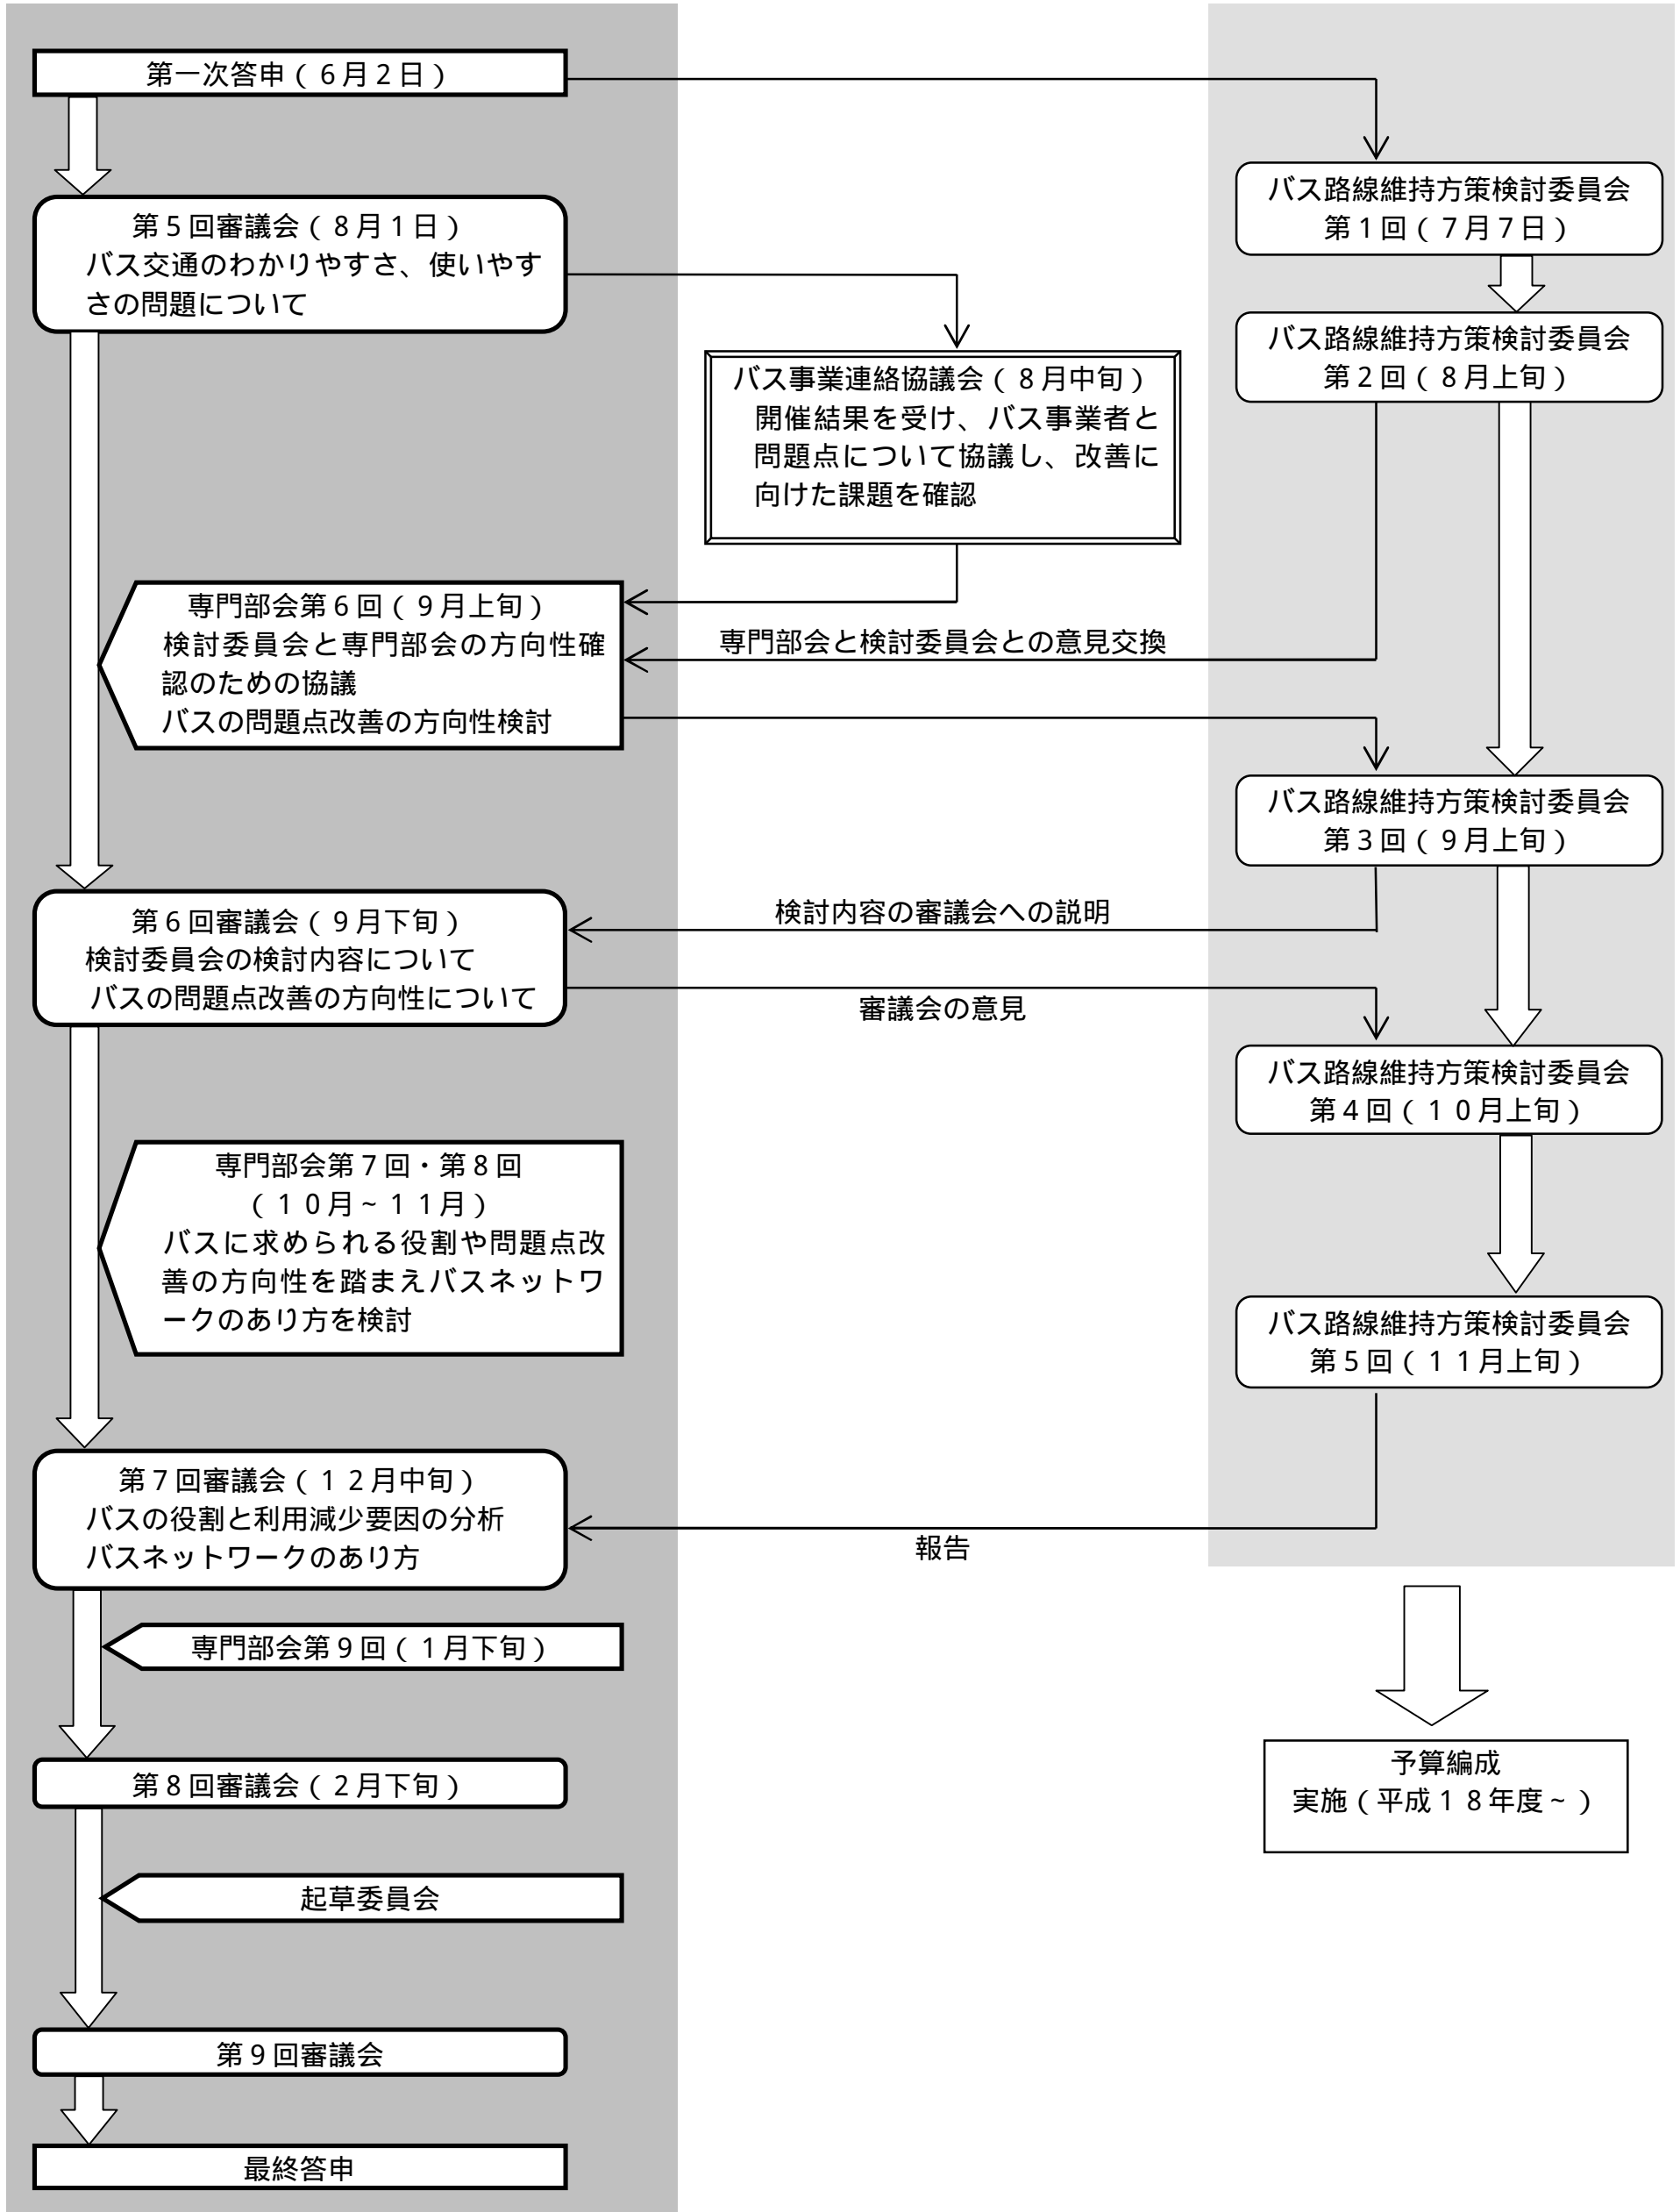 第一次答申（６月２日）
バス路線維持方策検討委員会
第１回（７月７日）
第５回審議会（８月１日）
バス交通のわかりやすさ、使いやす
さの問題について
バス路線維持方策検討委員会
第２回（８月上旬）
バス事業連絡協議会（８月中旬）
開催結果を受け、バス事業者と
問題点について協議し、改善に
向けた課題を確認
専門部会第６回（９月上旬）
検討委員会と専門部会の方向性確
認のための協議
バスの問題点改善の方向性検討
専門部会と検討委員会との意見交換
バス路線維持方策検討委員会
第３回（９月上旬）
検討内容の審議会への説明
第６回審議会（９月下旬）
検討委員会の検討内容について
バスの問題点改善の方向性について
審議会の意見
バス路線維持方策検討委員会
第４回（１０月上旬）
専門部会第７回・第８回
（１０月～１１月）
バスに求められる役割や問題点改
善の方向性を踏まえバスネットワ
ークのあり方を検討
バス路線維持方策検討委員会
第５回（１１月上旬）
第７回審議会（１２月中旬）
バスの役割と利用減少要因の分析
バスネットワークのあり方
報告
専門部会第９回（１月下旬）
第８回審議会（２月下旬）
予算編成
実施（平成１８年度～）
起草委員会
第９回審議会
最終答申